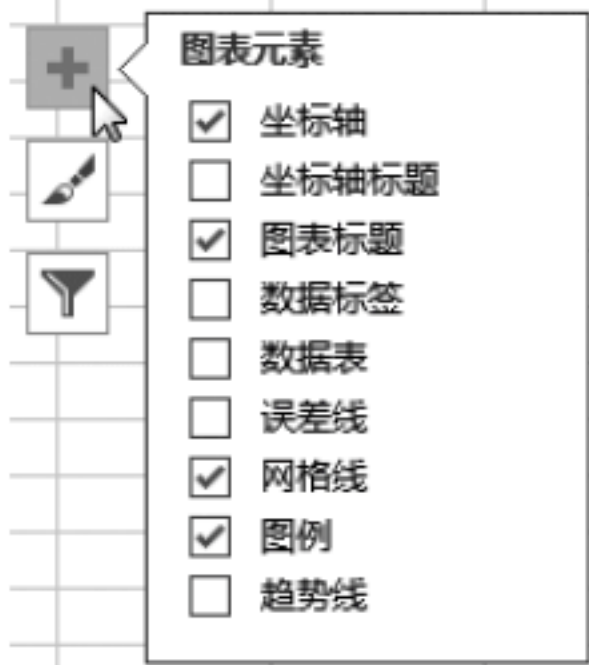 图表元素
坐标轴
坐标轴标题
图表标题
数据标签
数据表
误差线
网格线
图例
趋势线